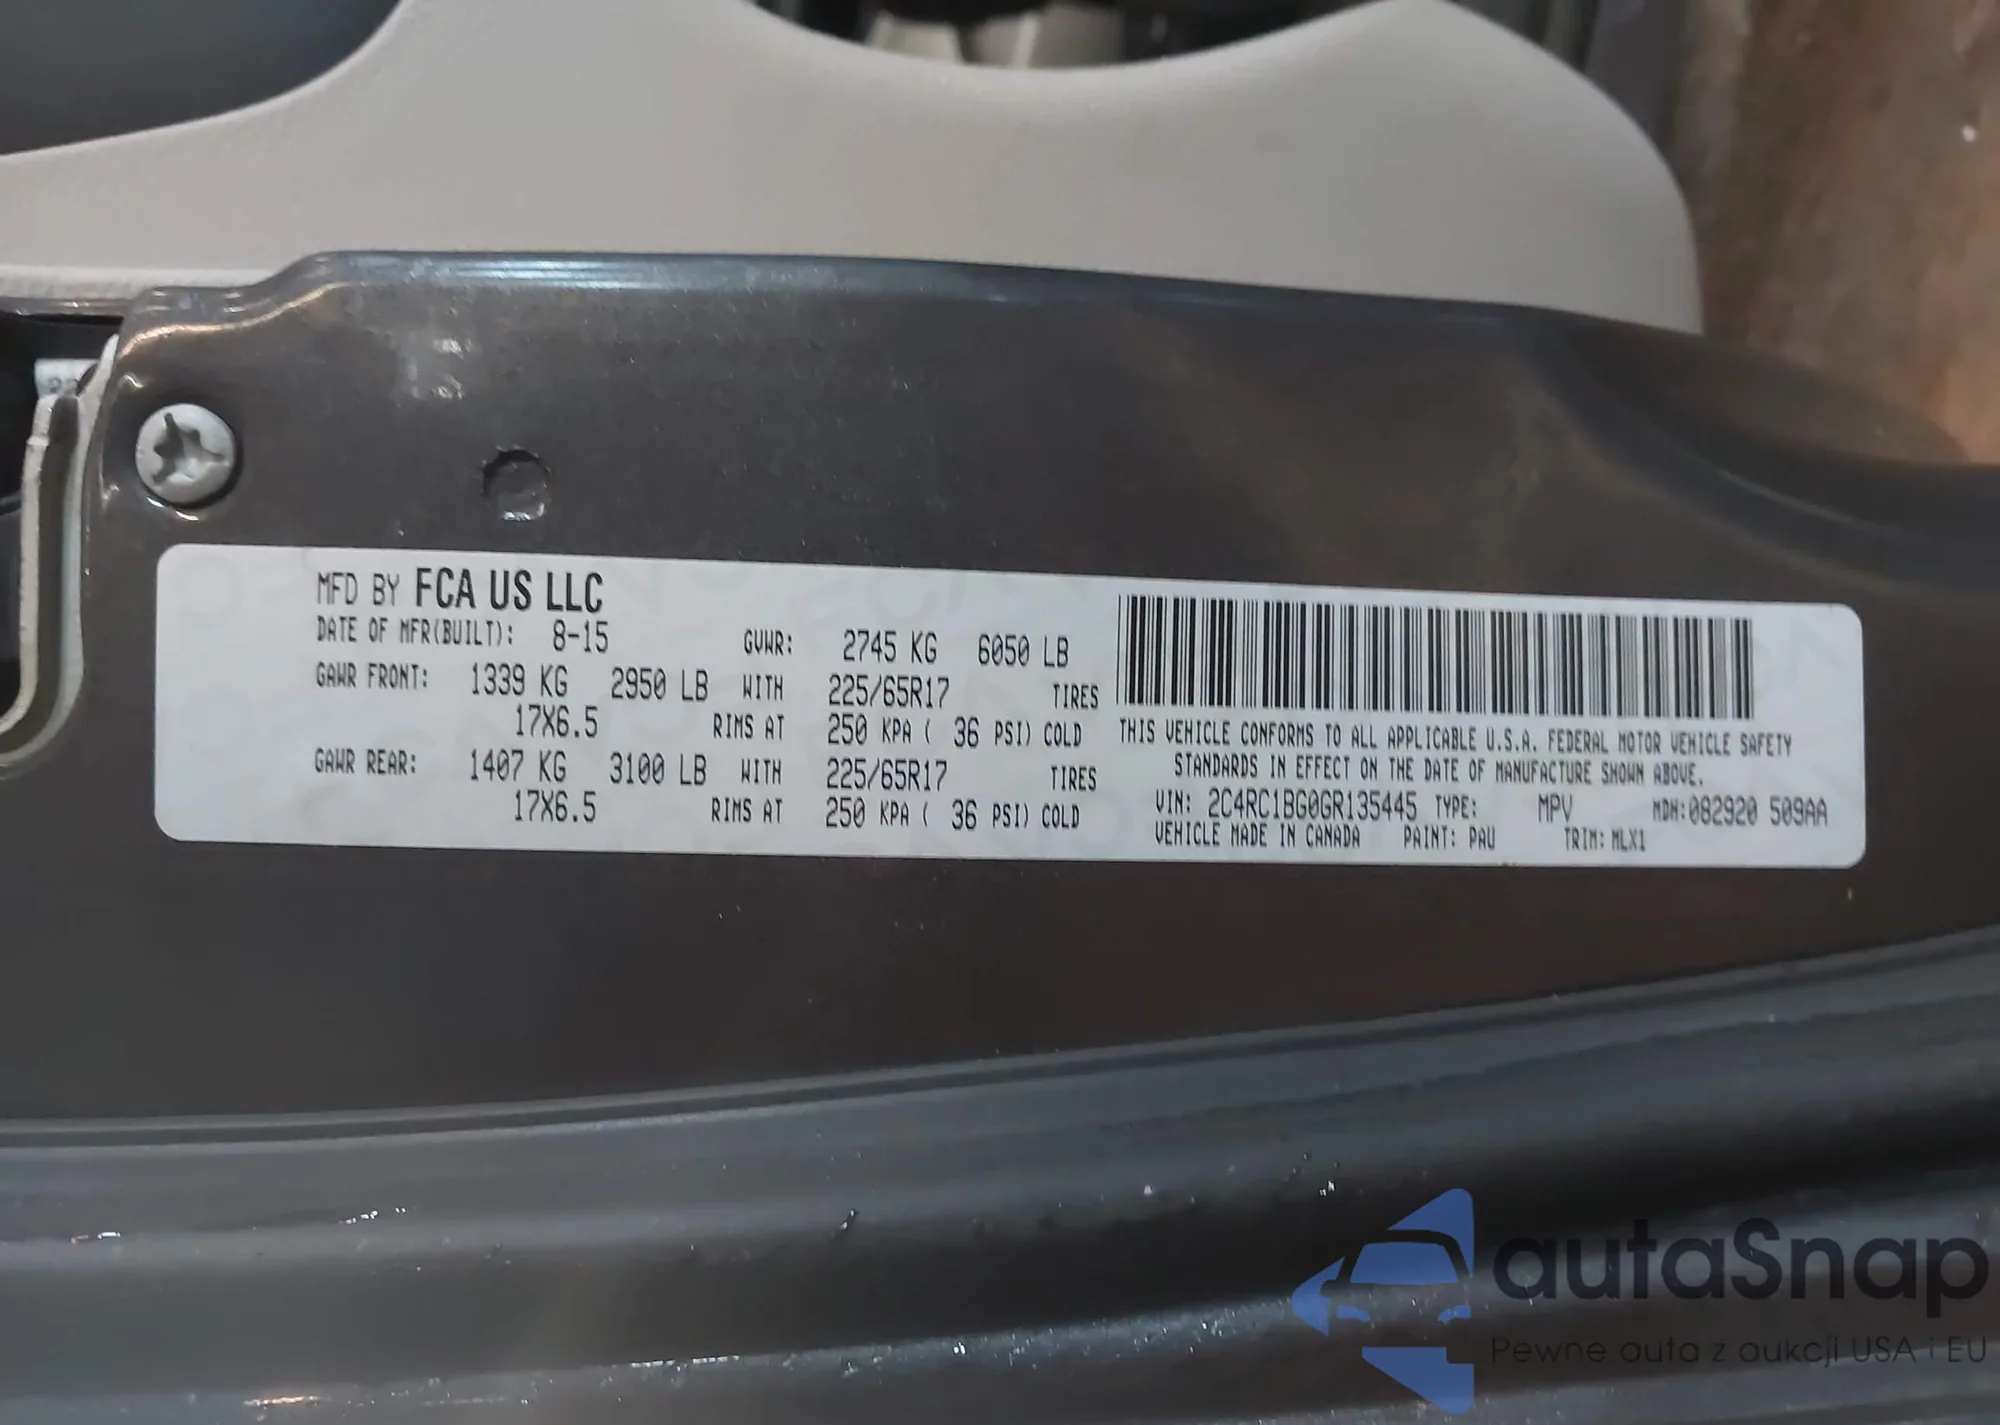 MFD BY FCA US LLC
DATE OF MFR(BUILT): 8-15 GVWR: 2745 KG 6050 LB
GAWR FRONT: 1339 KG 2950 LB WITH 225/65R17 TIRES
17X6.5 RIMS AT 250 KPA ( 36 PSI) COLD
GAWR REAR: 1407 KG 3100 LB WITH 225/65R17 TIRES
17X6.5 RIMS AT 250 KPA ( 36 PSI) COLD
THIS VEHICLE CONFORMS TO ALL APPLICABLE U.S.A. FEDERAL MOTOR VEHICLE SAFETY
STANDARDS IN EFFECT ON THE DATE OF MANUFACTURE SHOWN ABOVE.
VIN: 2C4RC1BG0GR135445 TYPE: MPV MDH:082920 509AA
VEHICLE MADE IN CANADA PAINT: PAU TRIM: MLX1
autaSnap
Pewne auta z aukcji USA i EU